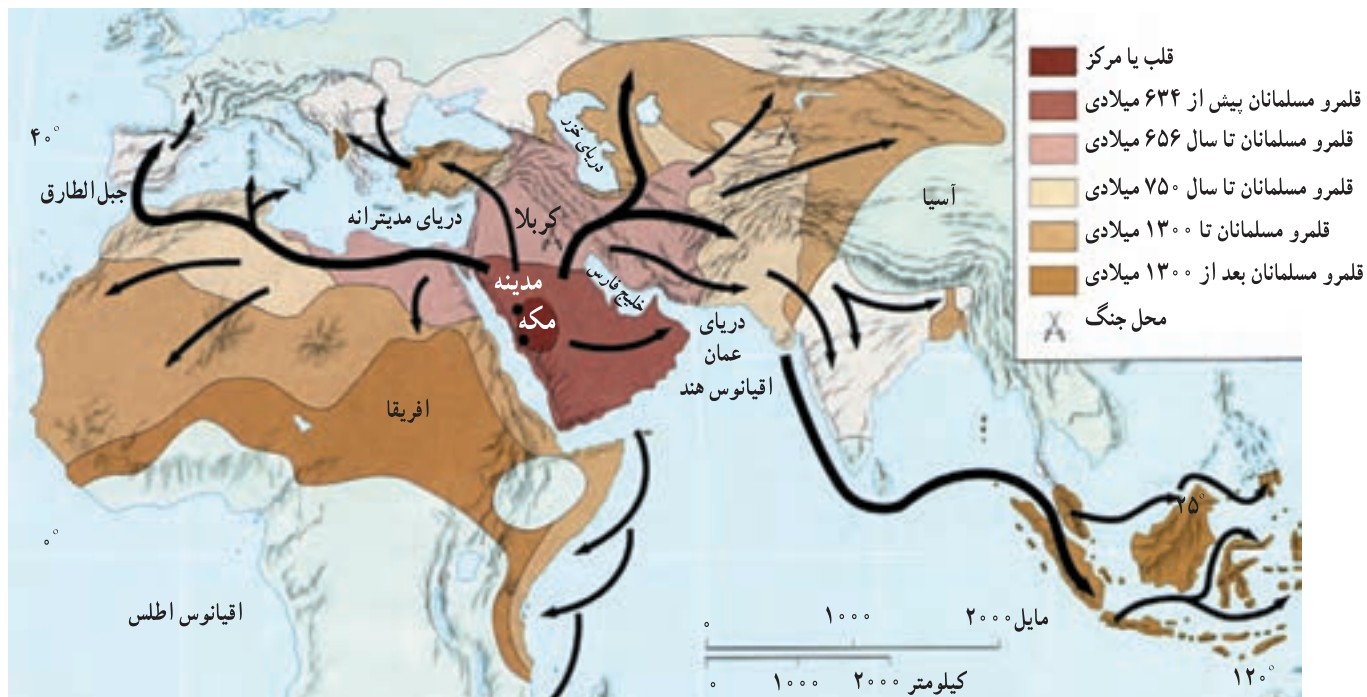 قلب یا مرکز
قلمرو مسلمانان پیش از ۶۳۴ میلادی
قلمرو مسلمانان تا سال ۶۵۶ میلادی
قلمرو مسلمانان تا سال ۷۵۰ میلادی
قلمرو مسلمانان تا ۱۳۰۰ میلادی
قلمرو مسلمانان بعد از ۱۳۰۰ میلادی
محل جنگ
۴۰°
دریای خزر
آسیا
جبل الطارق
دریای مدیترانه
کربلا
مدینه
خلیج فارس
مکه
دریای
عمان
اقیانوس هند
افریقا
۲۵°
۰°
اقیانوس اطلس
۰ ۱۰۰۰ ۲۰۰۰ مایل
۰ ۱۰۰۰ ۲۰۰۰ کیلومتر
۱۲۰°